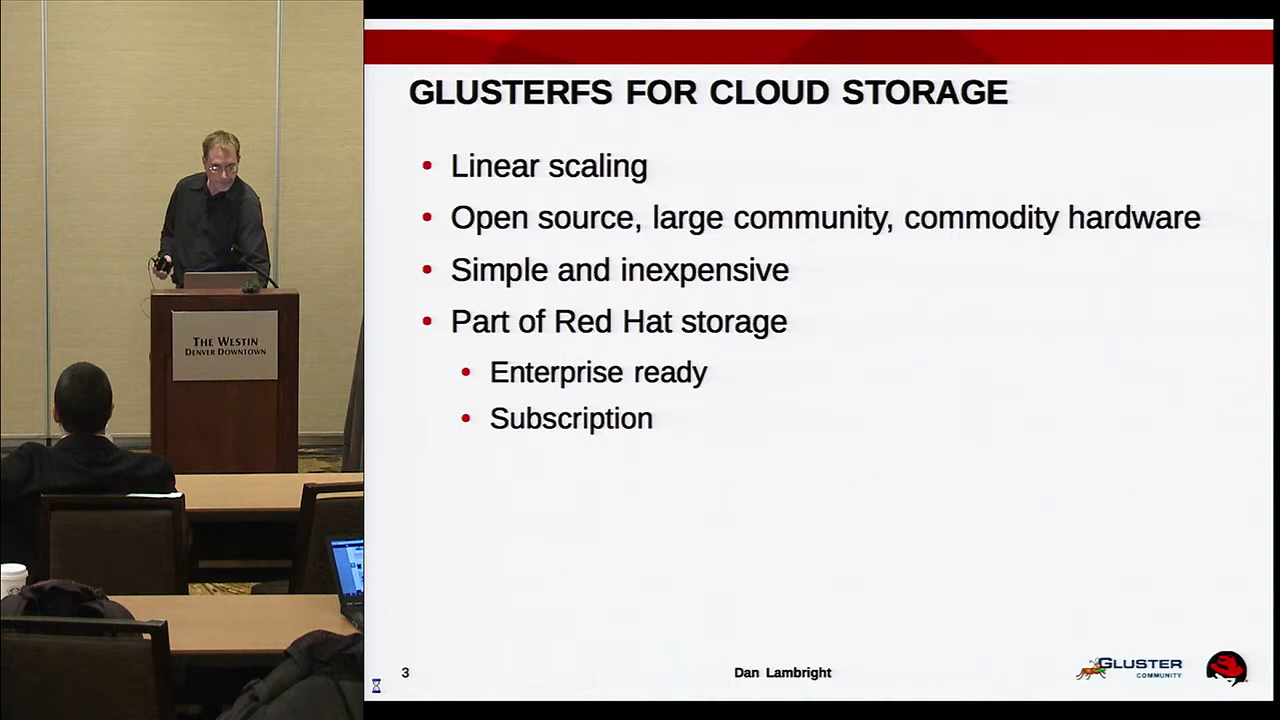 THE WESTIN
DENVER DOWNTOWN
GLUSTERFS FOR CLOUD STORAGE
• Linear scaling
• Open source, large community, commodity hardware
• Simple and inexpensive
• Part of Red Hat storage
• Enterprise ready
• Subscription
3
Dan Lambright
GLUSTER
COMMUNITY